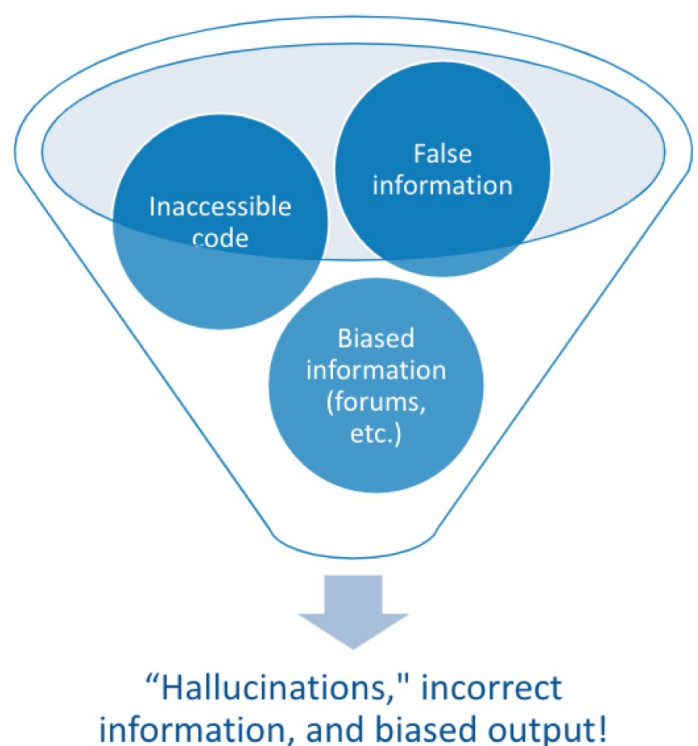 False
information
Inaccessible
code
Biased
information
(forums,
etc.)
“Hallucinations," incorrect
information, and biased output!